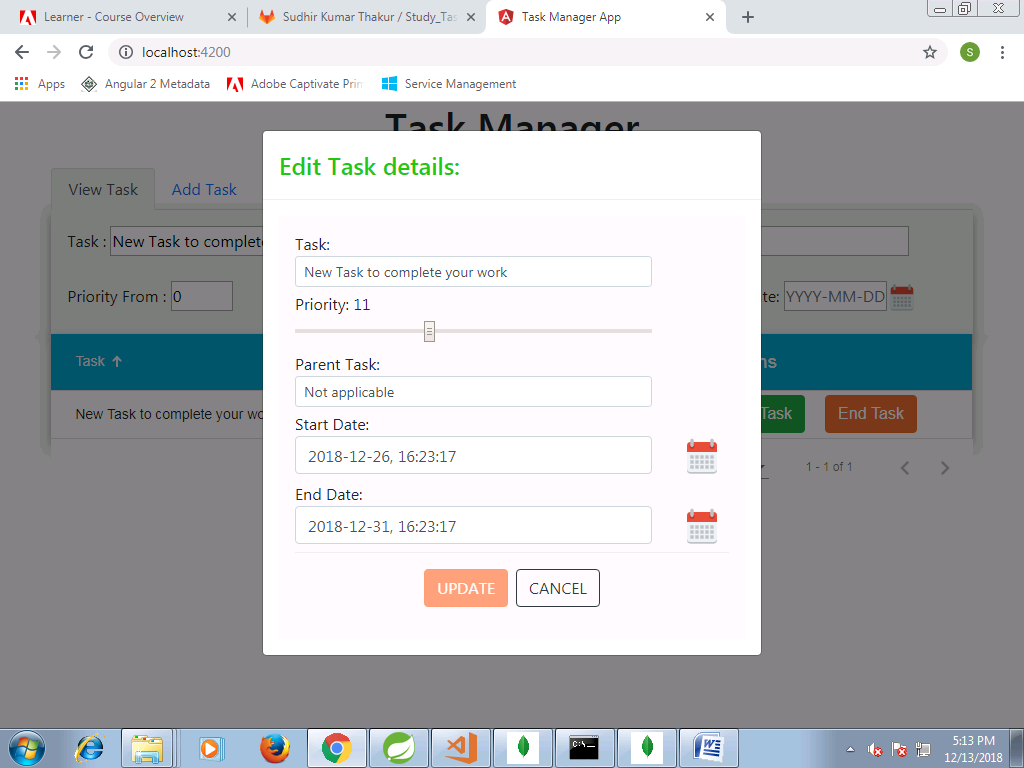 Learner - Course Overview
Sudhir Kumar Thakur / Study_Tas
Task Manager App
localhost:4200
S
Apps
Angular 2 Metadata
Adobe Captivate Prin
Service Management
Task Manager
Edit Task details:
View Task
Add Task
Task : New Task to complete
Priority From : 0
te: YYYY-MM-DD
Task
ns
New Task to complete your wo
Task
End Task
1 - 1 of 1
Task:
New Task to complete your work
Priority: 11
Parent Task:
Not applicable
Start Date:
2018-12-26, 16:23:17
End Date:
2018-12-31, 16:23:17
UPDATE
CANCEL
C:\
5:13 PM
12/13/2018